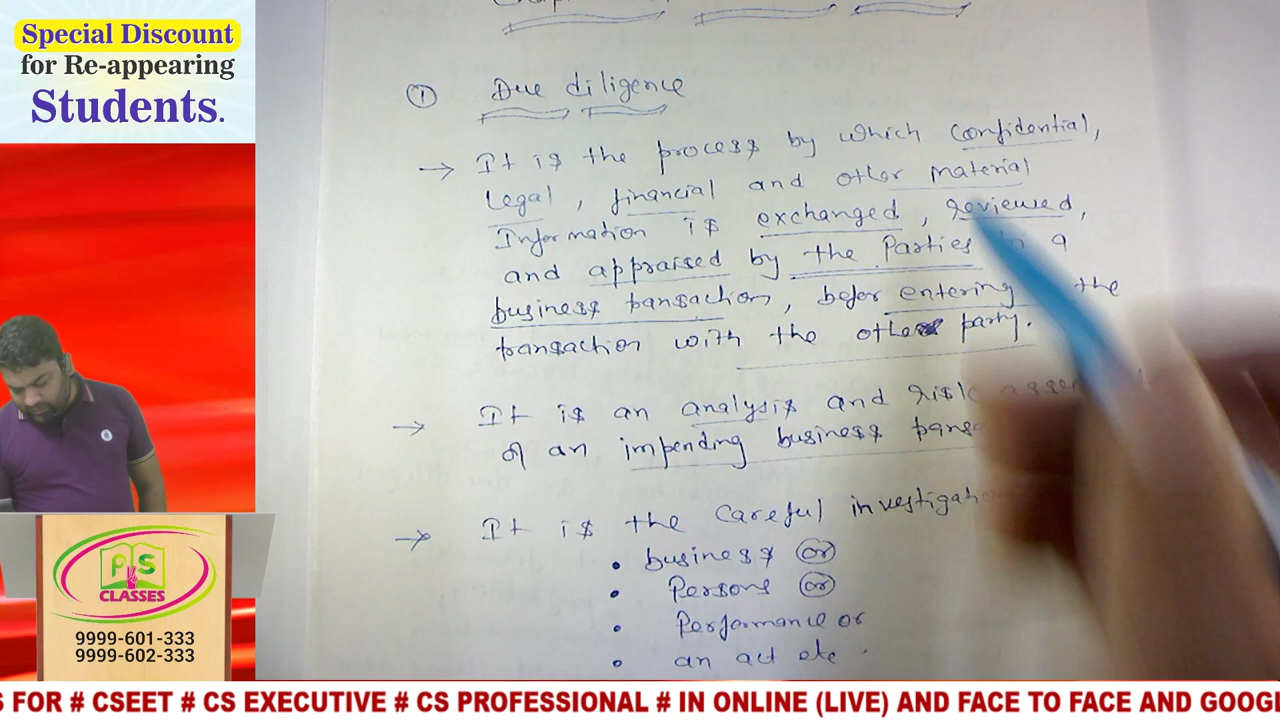 Special Discount
for Re-appearing
Students.
① Due diligence
→ It is the process by which confidential,
legal, financial and other material
Information is exchanged, reviewed,
and appraised by the Parties a
business transaction, befor entering the
transaction with the other party.
→ It is an analysis and risk
of an impending business
→ It is the careful
• business or
• Persons or
• Performance or
• an act etc
PS
CLASSES
9999-601-333
9999-602-333
S FOR # CSEET # CS EXECUTIVE # CS PROFESSIONAL # IN ONLINE (LIVE) AND FACE TO FACE AND GOOG